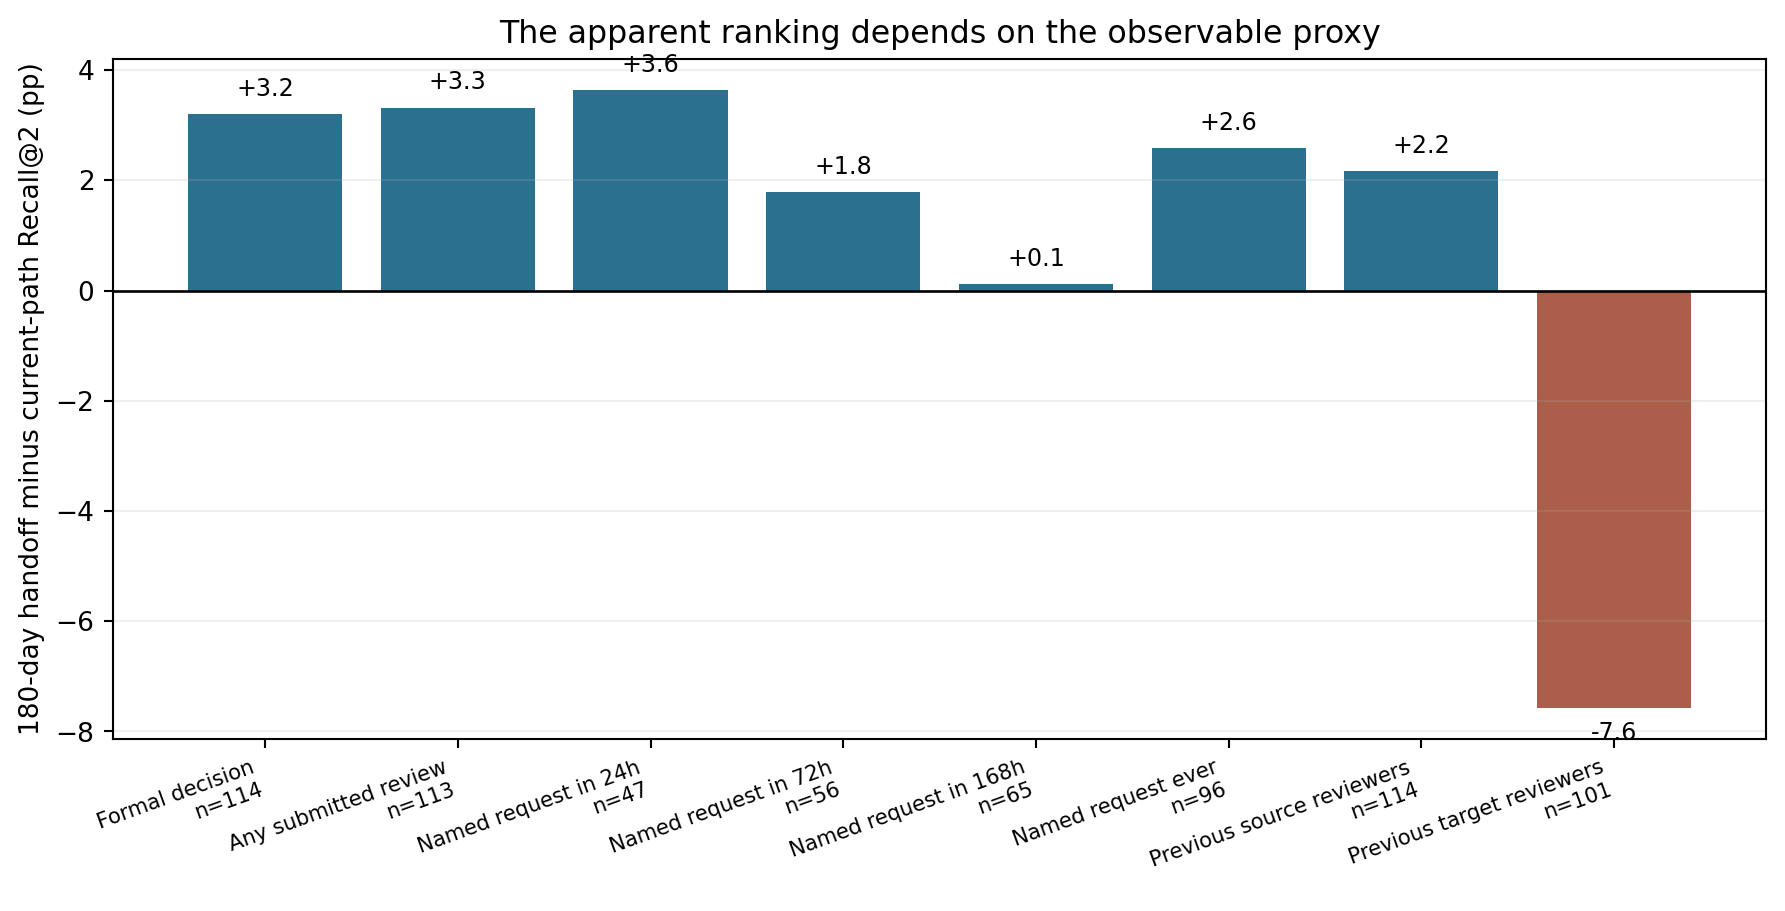 The apparent ranking depends on the observable proxy
180-day handoff minus current-path Recall@2 (pp)
4
2
0
−2
−4
−6
−8
+3.2
+3.3
+3.6
+1.8
+0.1
+2.6
+2.2
-7.6
Formal decision
n=114
Any submitted review
n=113
Named request in 24h
n=47
Named request in 72h
n=56
Named request in 168h
n=65
Named request ever
n=96
Previous source reviewers
n=114
Previous target reviewers
n=101